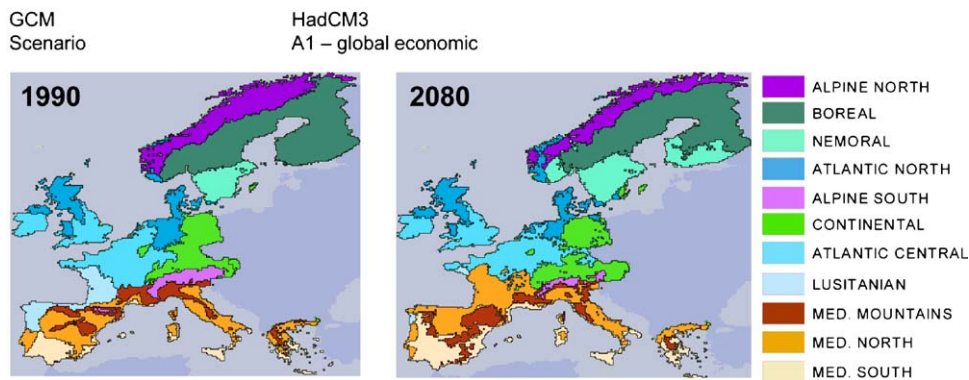 GCM HadCM3
Scenario A1 – global economic
1990
2080
ALPINE NORTH
BOREAL
NEMORAL
ATLANTIC NORTH
ALPINE SOUTH
CONTINENTAL
ATLANTIC CENTRAL
LUSITANIAN
MED. MOUNTAINS
MED. NORTH
MED. SOUTH